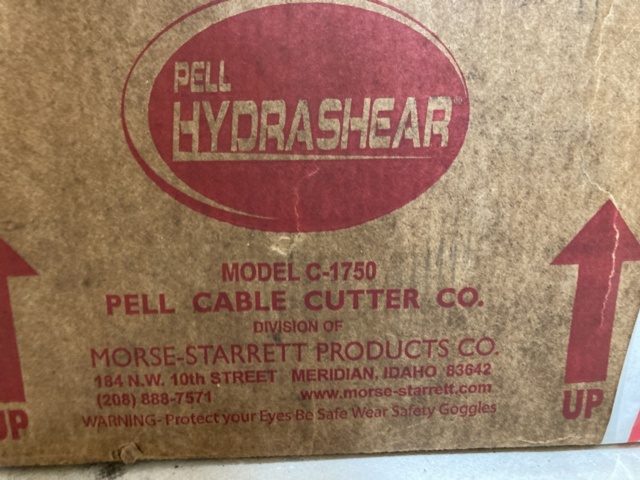 PELL
HYDRASHEAR®
MODEL C-1750
PELL CABLE CUTTER CO.
DIVISION OF
MORSE-STARRETT PRODUCTS CO.
184 N.W. 10th STREET MERIDIAN, IDAHO 83642
(208) 888-7571 www.morse-starrett.com
WARNING- Protect your Eyes Be Safe Wear Safety Goggles
UP
UP